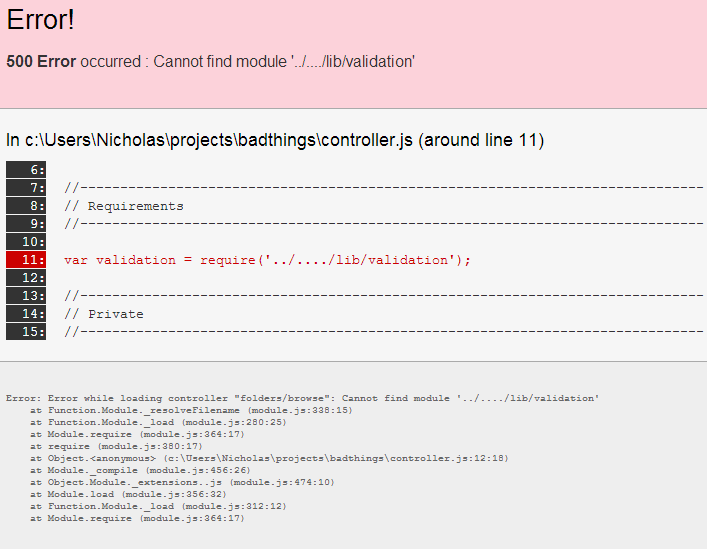 Error!
500 Error occurred : Cannot find module '../..../lib/validation'
In c:\Users\Nicholas\projects\badthings\controller.js (around line 11)
6:
7: //------------------------------------------------------------------------------
8: // Requirements
9: //------------------------------------------------------------------------------
10:
11: var validation = require('../..../lib/validation');
12:
13: //------------------------------------------------------------------------------
14: // Private
15: //------------------------------------------------------------------------------
Error: Error while loading controller "folders/browse": Cannot find module '../..../lib/validation'
at Function.Module._resolveFilename (module.js:338:15)
at Function.Module._load (module.js:280:25)
at Module.require (module.js:364:17)
at require (module.js:380:17)
at Object.<anonymous> (c:\Users\Nicholas\projects\badthings\controller.js:12:18)
at Module._compile (module.js:456:26)
at Object.Module._extensions..js (module.js:474:10)
at Module.load (module.js:356:32)
at Function.Module._load (module.js:312:12)
at Module.require (module.js:364:17)